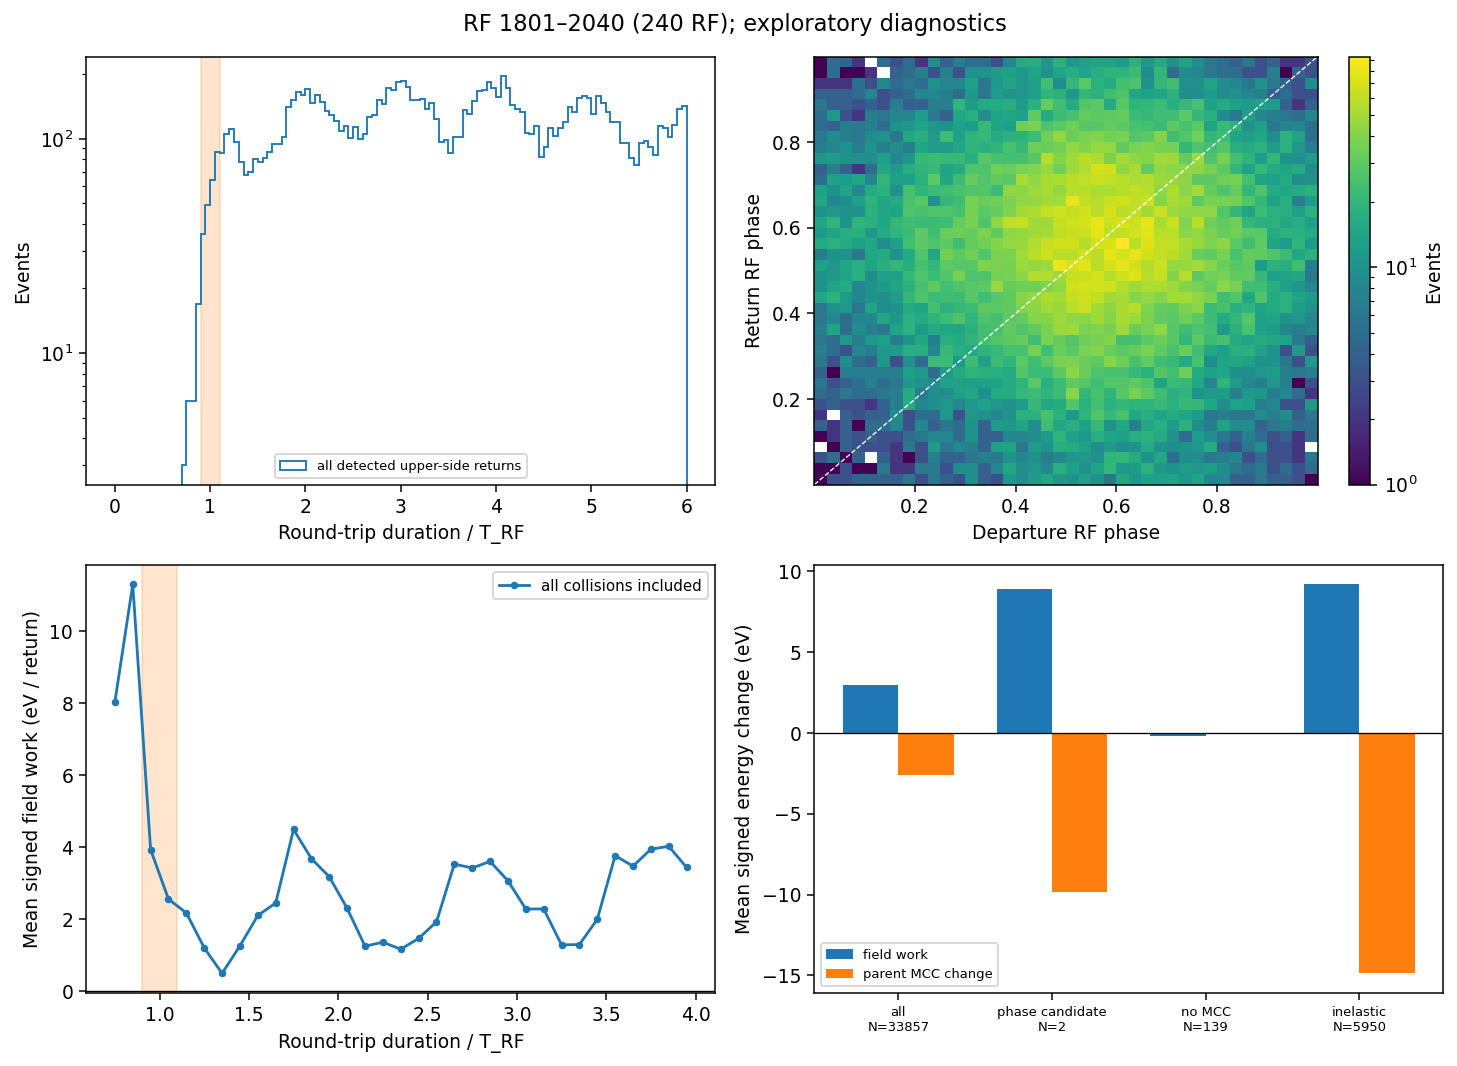 RF 1801–2040 (240 RF); exploratory diagnostics
Events
10²
10¹
all detected upper-side returns
0 1 2 3 4 5 6
Round-trip duration / T_RF
Return RF phase
0.8
0.6
0.4
0.2
0.2 0.4 0.6 0.8
Departure RF phase
10¹
10⁰
Events
Mean signed field work (eV / return)
10
8
6
4
2
0
all collisions included
1.0 1.5 2.0 2.5 3.0 3.5 4.0
Round-trip duration / T_RF
Mean signed energy change (eV)
10
5
0
−5
−10
−15
field work
parent MCC change
all
N=33857
phase candidate
N=2
no MCC
N=139
inelastic
N=5950